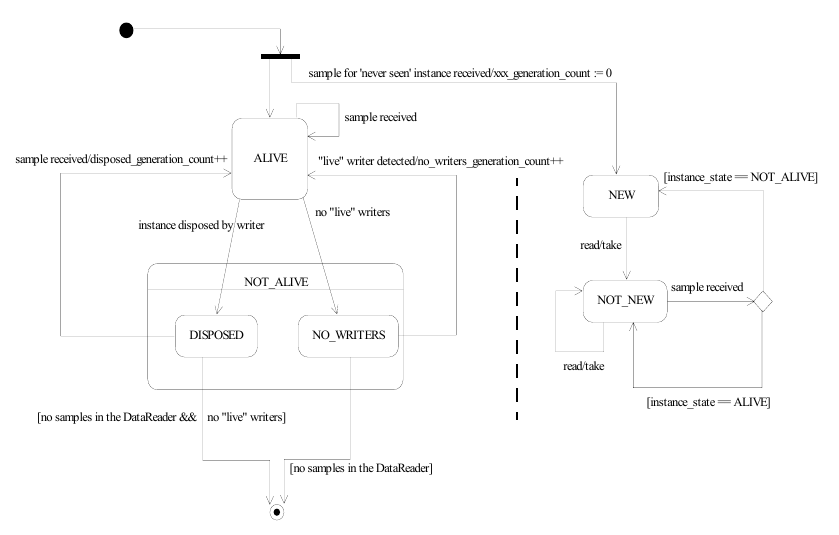 sample for 'never seen' instance received/xxx_generation_count := 0
sample received
ALIVE
sample received/disposed_generation_count++
"live" writer detected/no_writers_generation_count++
[instance_state == NOT_ALIVE]
NEW
instance disposed by writer
no "live" writers
read/take
NOT_ALIVE
NOT_NEW
sample received
DISPOSED
NO_WRITERS
read/take
[instance_state == ALIVE]
[no samples in the DataReader && no "live" writers]
[no samples in the DataReader]